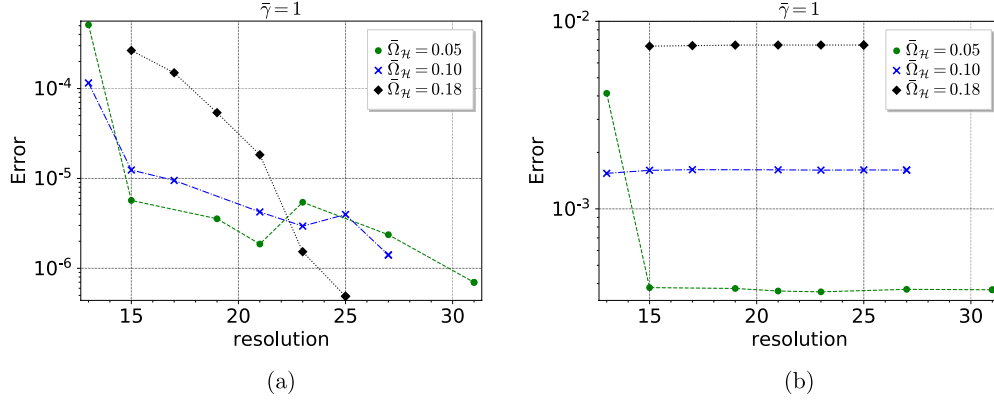 γ̄ = 1
Error
10⁻⁴
10⁻⁵
10⁻⁶
Ω̄_ℋ = 0.05
Ω̄_ℋ = 0.10
Ω̄_ℋ = 0.18
15 20 25 30
resolution
(a)
γ̄ = 1
Error
10⁻²
10⁻³
Ω̄_ℋ = 0.05
Ω̄_ℋ = 0.10
Ω̄_ℋ = 0.18
15 20 25 30
resolution
(b)